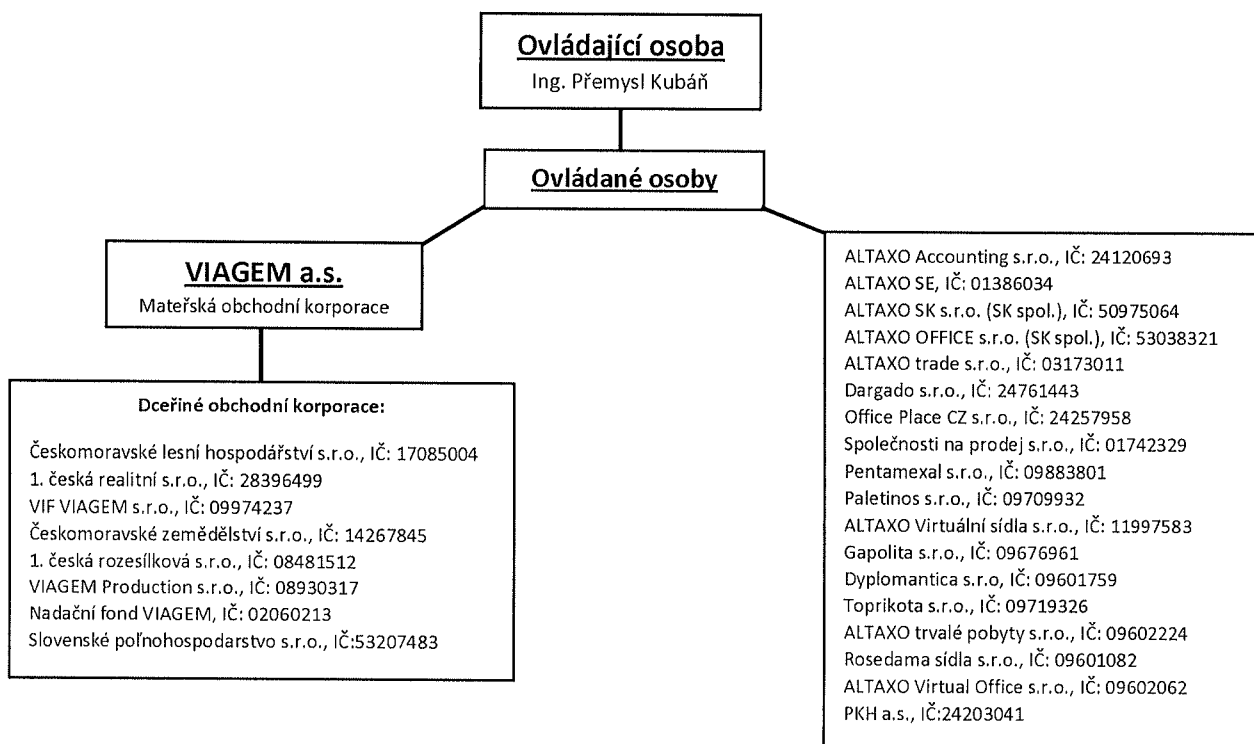 Ovládající osoba
Ing. Přemysl Kubáň
Ovládané osoby
VIAGEM a.s.
Mateřská obchodní korporace
Dceřiné obchodní korporace:
Českomoravské lesní hospodářství s.r.o., IČ: 17085004
1. česká realitní s.r.o., IČ: 28396499
VIF VIAGEM s.r.o., IČ: 09974237
Českomoravské zemědělství s.r.o., IČ: 14267845
1. česká rozesílková s.r.o., IČ: 08481512
VIAGEM Production s.r.o., IČ: 08930317
Nadační fond VIAGEM, IČ: 02060213
Slovenské poľnohospodarstvo s.r.o., IČ:53207483
ALTAXO Accounting s.r.o., IČ: 24120693
ALTAXO SE, IČ: 01386034
ALTAXO SK s.r.o. (SK spol.), IČ: 50975064
ALTAXO OFFICE s.r.o. (SK spol.), IČ: 53038321
ALTAXO trade s.r.o., IČ: 03173011
Dargado s.r.o., IČ: 24761443
Office Place CZ s.r.o., IČ: 24257958
Společnosti na prodej s.r.o., IČ: 01742329
Pentamexal s.r.o., IČ: 09883801
Paletinos s.r.o., IČ: 09709932
ALTAXO Virtuální sídla s.r.o., IČ: 11997583
Gapolita s.r.o., IČ: 09676961
Dyplomantica s.r.o, IČ: 09601759
Toprikota s.r.o., IČ: 09719326
ALTAXO trvalé pobyty s.r.o., IČ: 09602224
Rosedama sídla s.r.o., IČ: 09601082
ALTAXO Virtual Office s.r.o., IČ: 09602062
PKH a.s., IČ:24203041